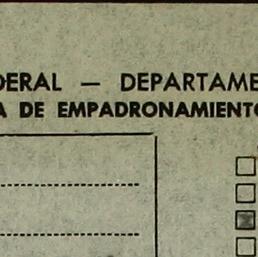 DERAL — DEPARTAME
A DE EMPADRONAMIENTO